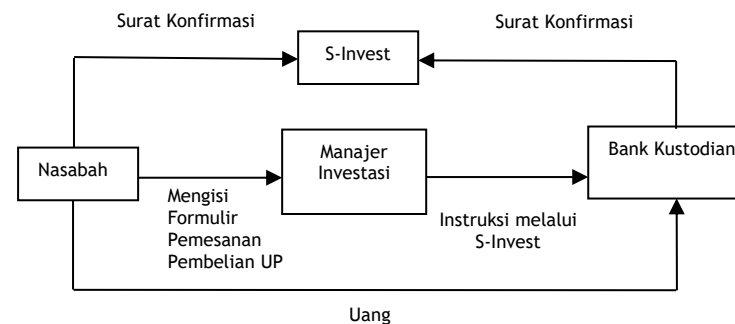 Surat Konfirmasi
Surat Konfirmasi
S-Invest
Nasabah
Manajer
Investasi
Bank Kustodian
Mengisi
Formulir
Pemesanan
Pembelian UP
Instruksi melalui
S-Invest
Uang